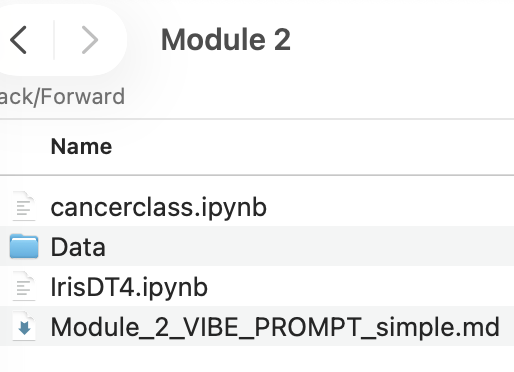 Module 2
ack/Forward
Name
cancerclass.ipynb
Data
IrisDT4.ipynb
Module_2_VIBE_PROMPT_simple.md